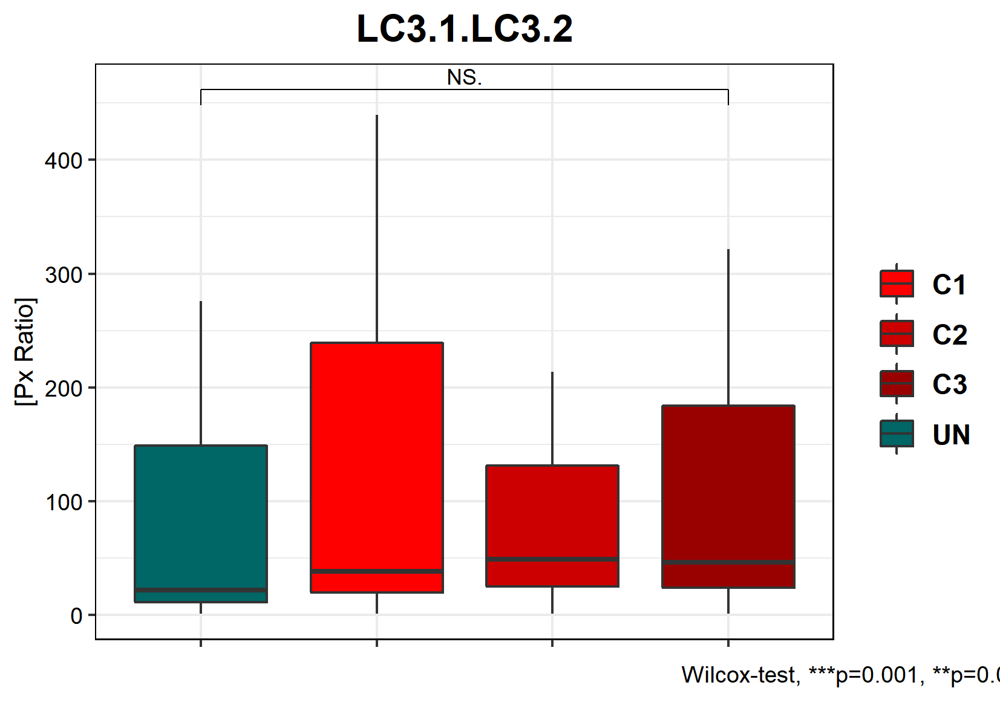 LC3.1.LC3.2
NS.
400
300
200
100
0
[Px Ratio]
C1
C2
C3
UN
Wilcox-test, ***p=0.001, **p=0.0